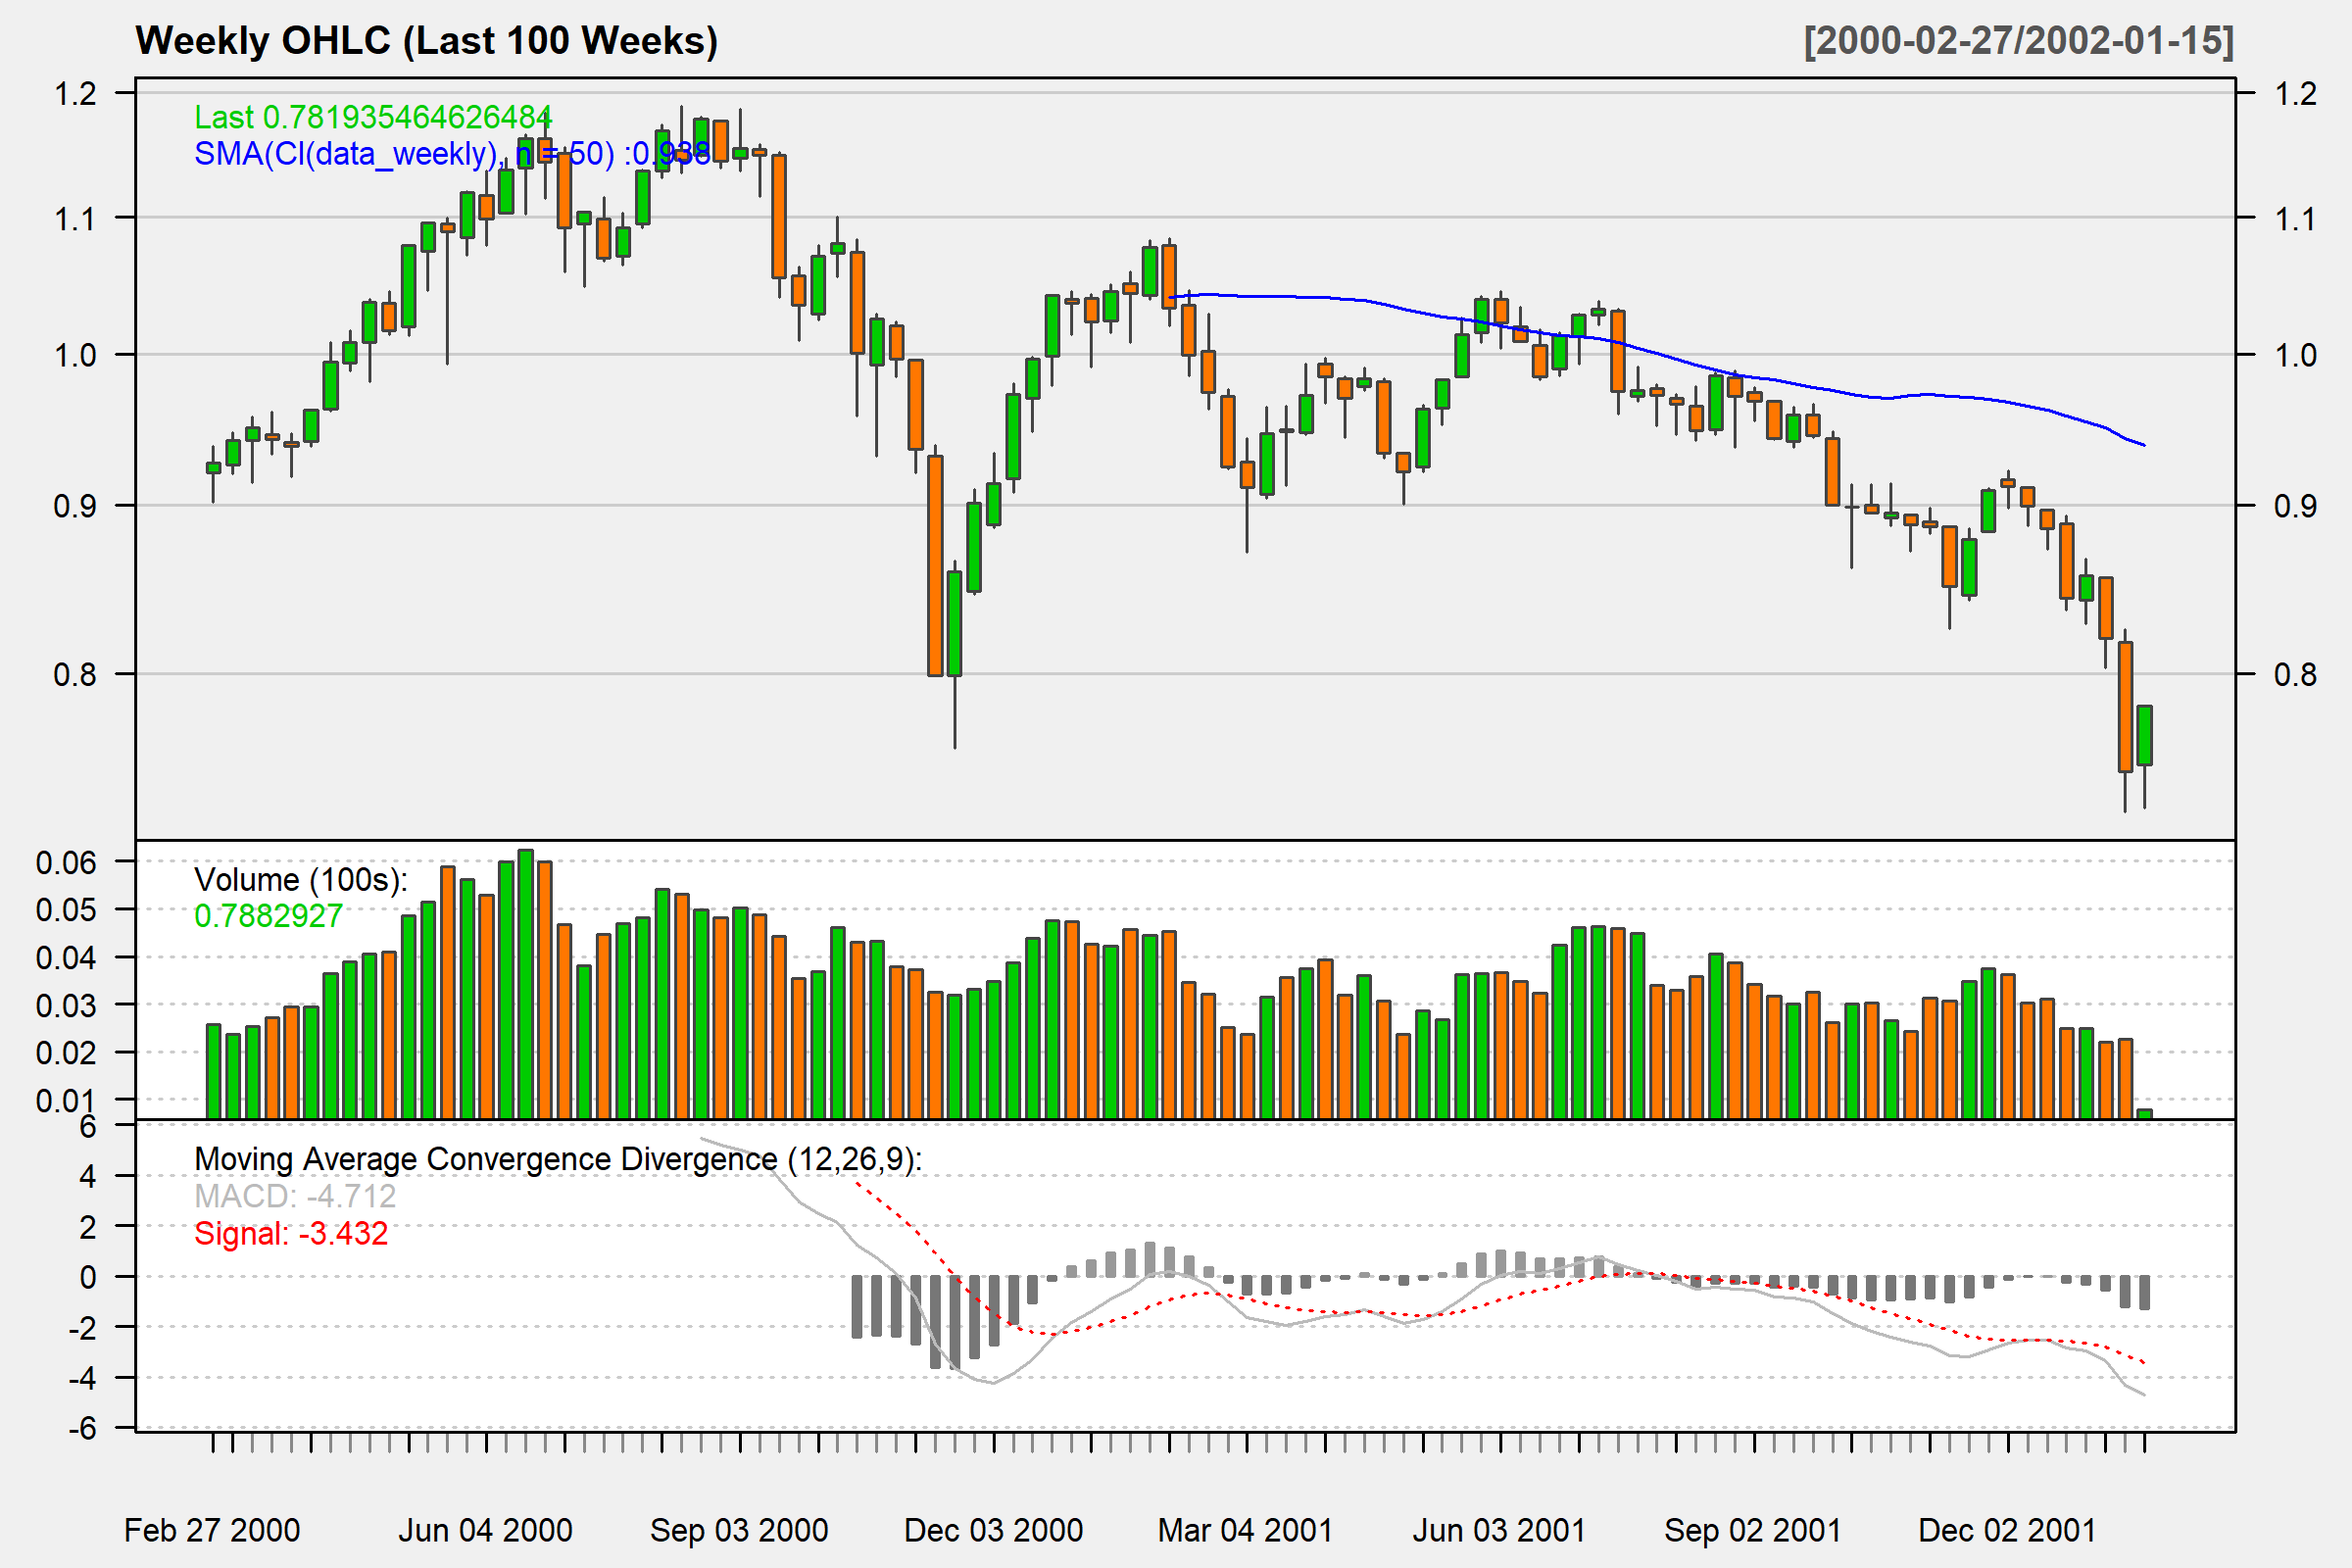 Weekly OHLC (Last 100 Weeks)
[2000-02-27/2002-01-15]
Last 0.781935464626484
SMA(Cl(data_weekly), n = 50) :0.938
1.2
1.1
1.0
0.9
0.8
1.2
1.1
1.0
0.9
0.8
Volume (100s):
0.7882927
0.06
0.05
0.04
0.03
0.02
0.01
Moving Average Convergence Divergence (12,26,9):
MACD: -4.712
Signal: -3.432
6
4
2
0
-2
-4
-6
Feb 27 2000
Jun 04 2000
Sep 03 2000
Dec 03 2000
Mar 04 2001
Jun 03 2001
Sep 02 2001
Dec 02 2001